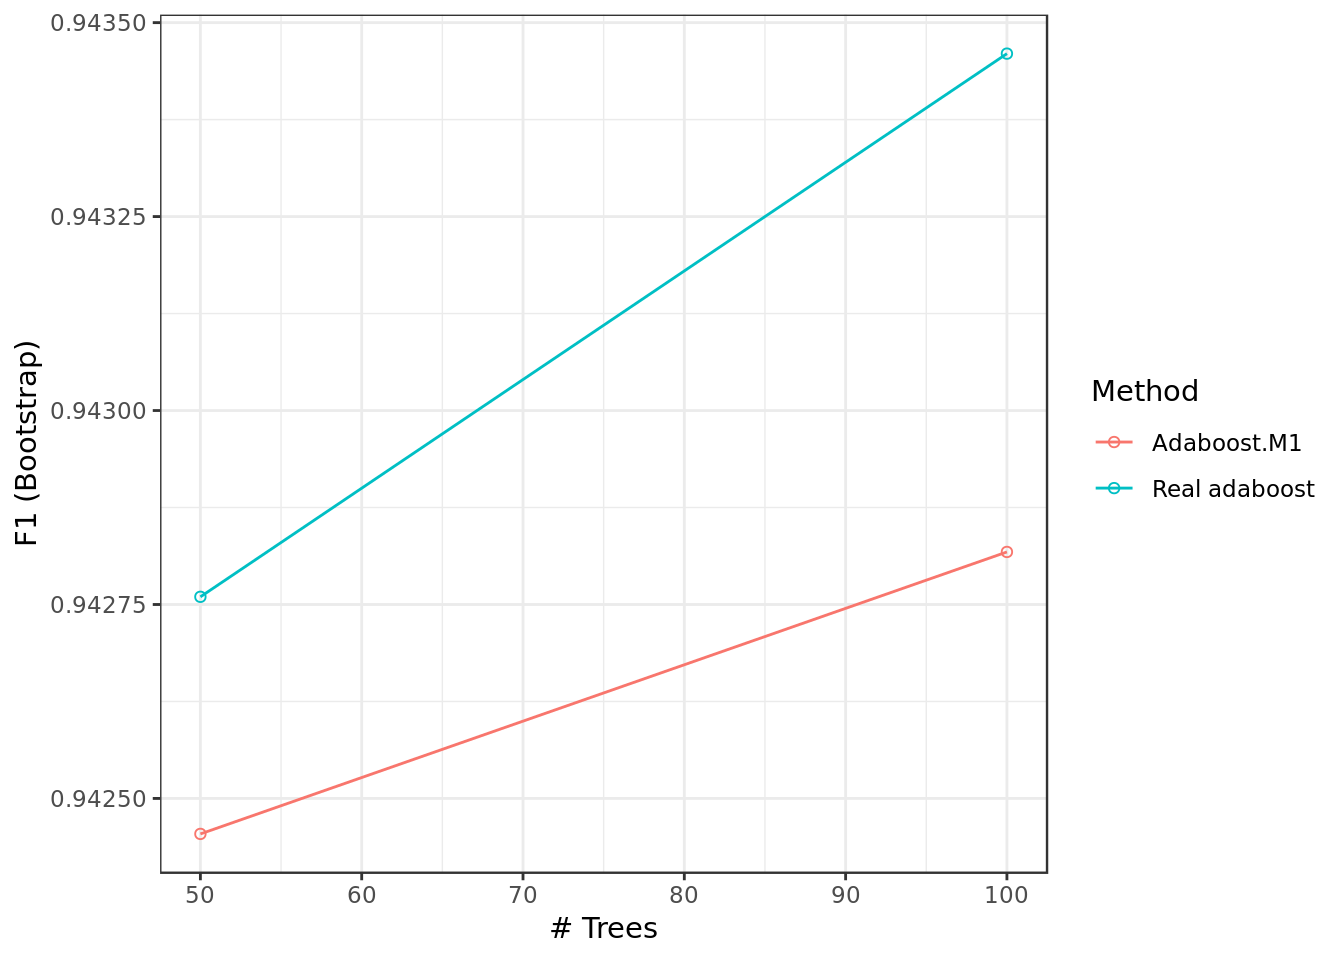 F1 (Bootstrap)
0.94350
0.94325
0.94300
0.94275
0.94250
50 60 70 80 90 100
# Trees
Method
Adaboost.M1
Real adaboost